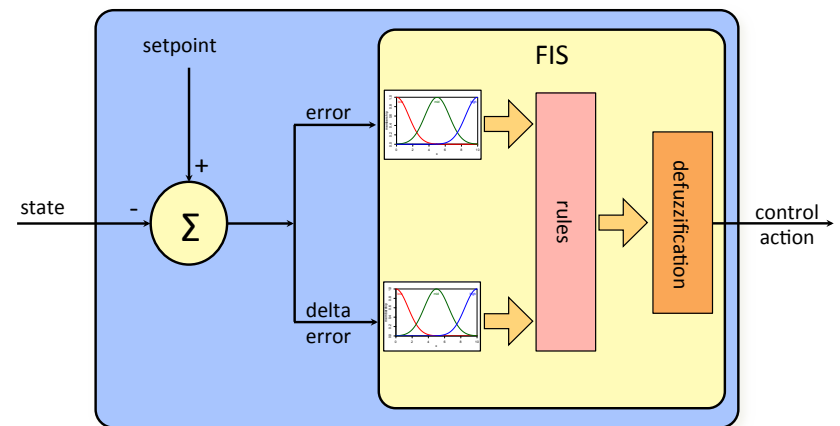 setpoint
FIS
error
+
state
-
Σ
rules
defuzzification
control
action
delta
error